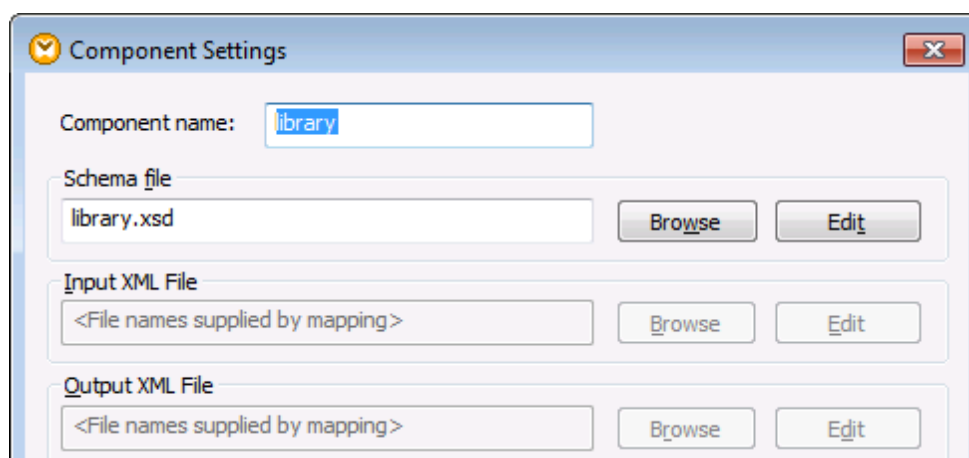 Component Settings
Component name: library
Schema file
library.xsd Browse Edit
Input XML File
<File names supplied by mapping> Browse Edit
Output XML File
<File names supplied by mapping> Browse Edit